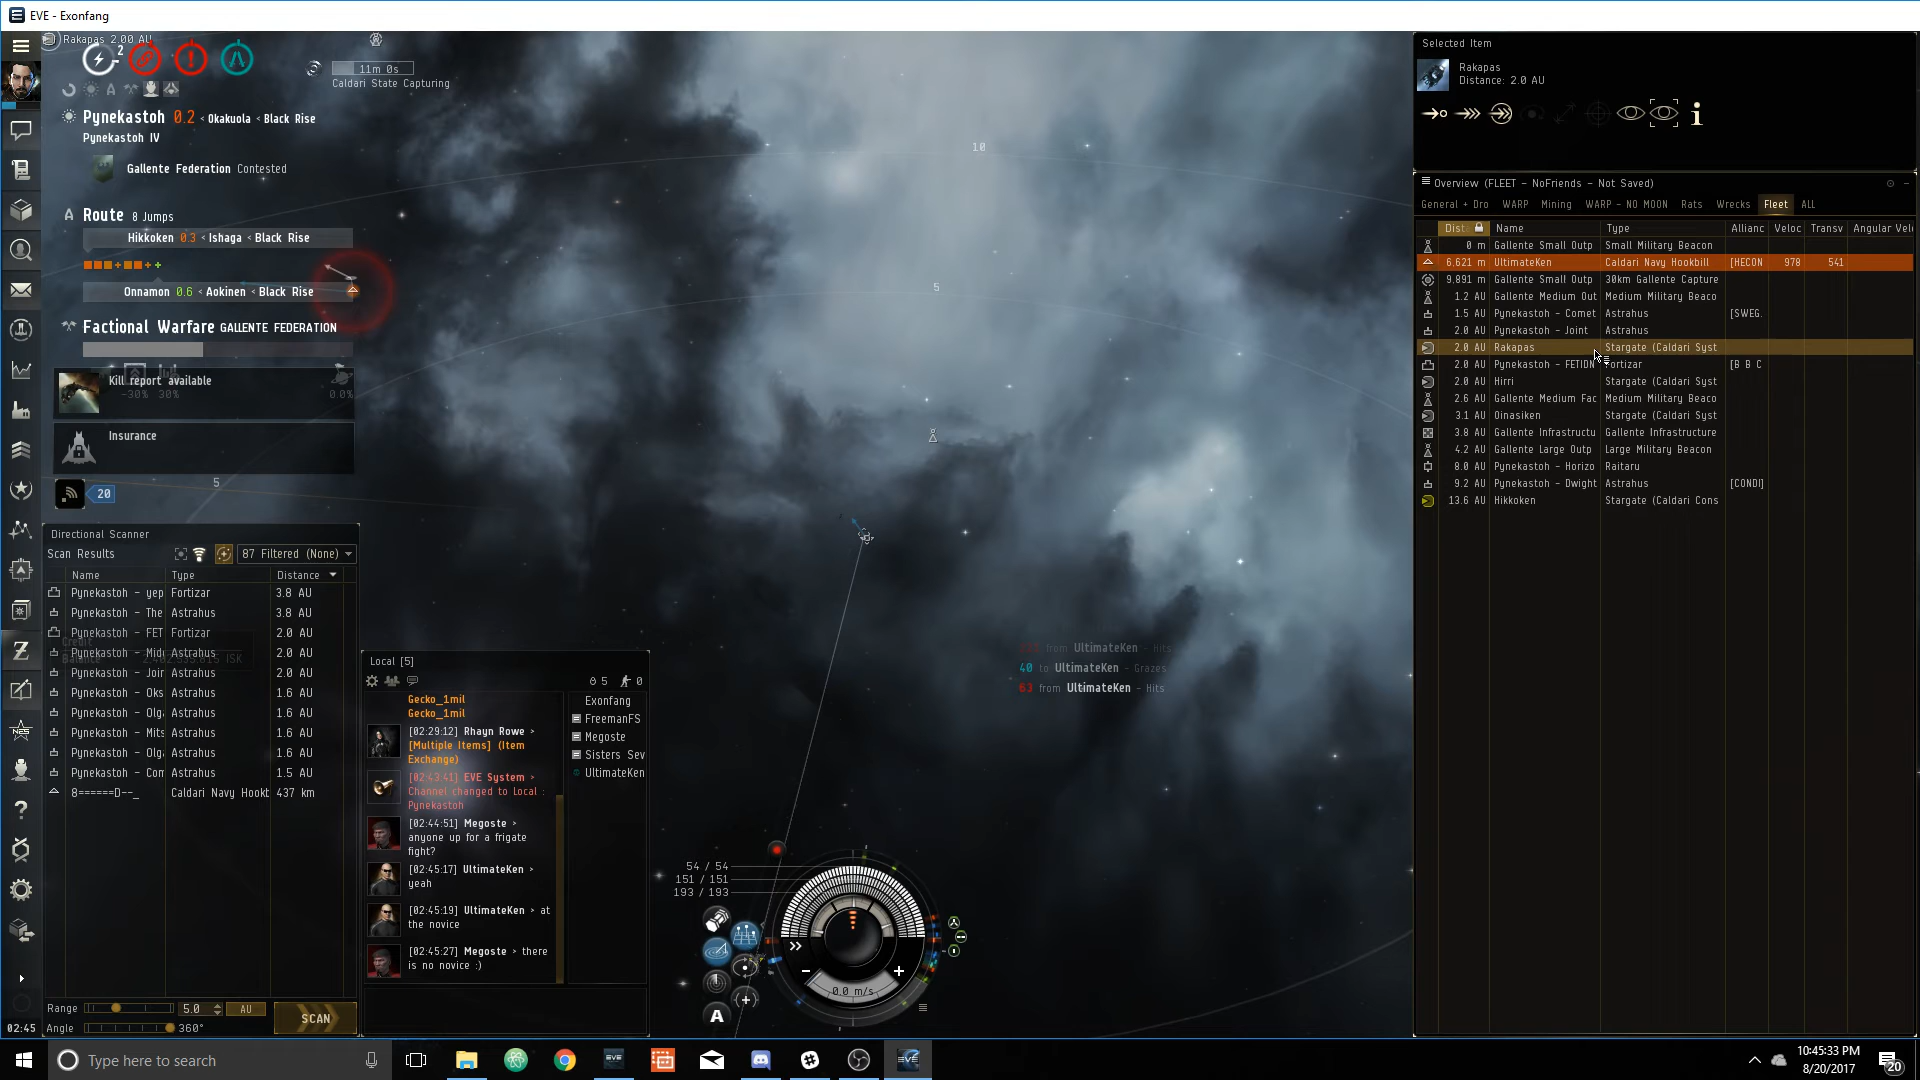 EVE - Exonfang
Rakapas 2.00 AU
2
11m 0s
Caldari State Capturing
Pynekastoh 0.2 < Okakuola < Black Rise
Pynekastoh IV
Gallente Federation Contested
Route 8 Jumps
Hikkoken 0.3 < Ishaga < Black Rise
Onnamon 0.6 < Aokinen < Black Rise
Factional Warfare GALLENTE FEDERATION
Kill report available
-30% 30%
0.0%
Insurance
20
5
10
5
Directional Scanner
Scan Results
87 Filtered (None)
Name Type Distance
Pynekastoh - yep Fortizar 3.8 AU
Pynekastoh - The Astrahus 3.8 AU
Pynekastoh - FET Fortizar 2.0 AU
Pynekastoh - Midw Astrahus 2.0 AU
Pynekastoh - Join Astrahus 2.0 AU
Pynekastoh - Oks Astrahus 1.6 AU
Pynekastoh - Olg Astrahus 1.6 AU
Pynekastoh - Mits Astrahus 1.6 AU
Pynekastoh - Olg Astrahus 1.6 AU
Pynekastoh - Com Astrahus 1.5 AU
8======D--_ Caldari Navy Hookt 437 km
Range 5.0 AU
Angle 360°
SCAN
02:45
Local [5]
5 0
Gecko_1mil
Gecko_1mil
[02:29:12] Rhayn Rowe >
[Multiple Items] (Item
Exchange)
[02:43:41] EVE System >
Channel changed to Local :
Pynekastoh
[02:44:51] Megoste >
anyone up for a frigate
fight?
[02:45:17] UltimateKen >
yeah
[02:45:19] UltimateKen > at
the novice
[02:45:27] Megoste > there
is no novice :)
Exonfang
FreemanFS
Megoste
Sisters Sev
UltimateKen
from UltimateKen - Hits
40 to UltimateKen - Grazes
63 from UltimateKen - Hits
54 / 54
151 / 151
193 / 193
0.0 m/s
A
Selected Item
Rakapas
Distance: 2.0 AU
Overview (FLEET - NoFriends - Not Saved)
General + Dro WARP Mining WARP - NO MOON Rats Wrecks Fleet ALL
Dist Name Type Allianc Veloc Transv Angular Vel
0 m Gallente Small Outp Small Military Beacon
6,621 m UltimateKen Caldari Navy Hookbill [HECON 978 541
9,891 m Gallente Small Outp 30km Gallente Capture
1.2 AU Gallente Medium Out Medium Military Beaco
1.5 AU Pynekastoh - Comet Astrahus [SWEG.
2.0 AU Pynekastoh - Joint Astrahus
2.0 AU Rakapas Stargate (Caldari Syst
2.0 AU Pynekastoh - FETIDN Fortizar [B B C
2.0 AU Hirri Stargate (Caldari Syst
2.6 AU Gallente Medium Fac Medium Military Beaco
3.1 AU Oinasiken Stargate (Caldari Syst
3.8 AU Gallente Infrastructu Gallente Infrastructure
4.2 AU Gallente Large Outp Large Military Beacon
8.0 AU Pynekastoh - Horizo Raitaru
9.2 AU Pynekastoh - Dwight Astrahus [CONDI]
13.6 AU Hikkoken Stargate (Caldari Cons
Type here to search
10:45:33 PM
8/20/2017
20